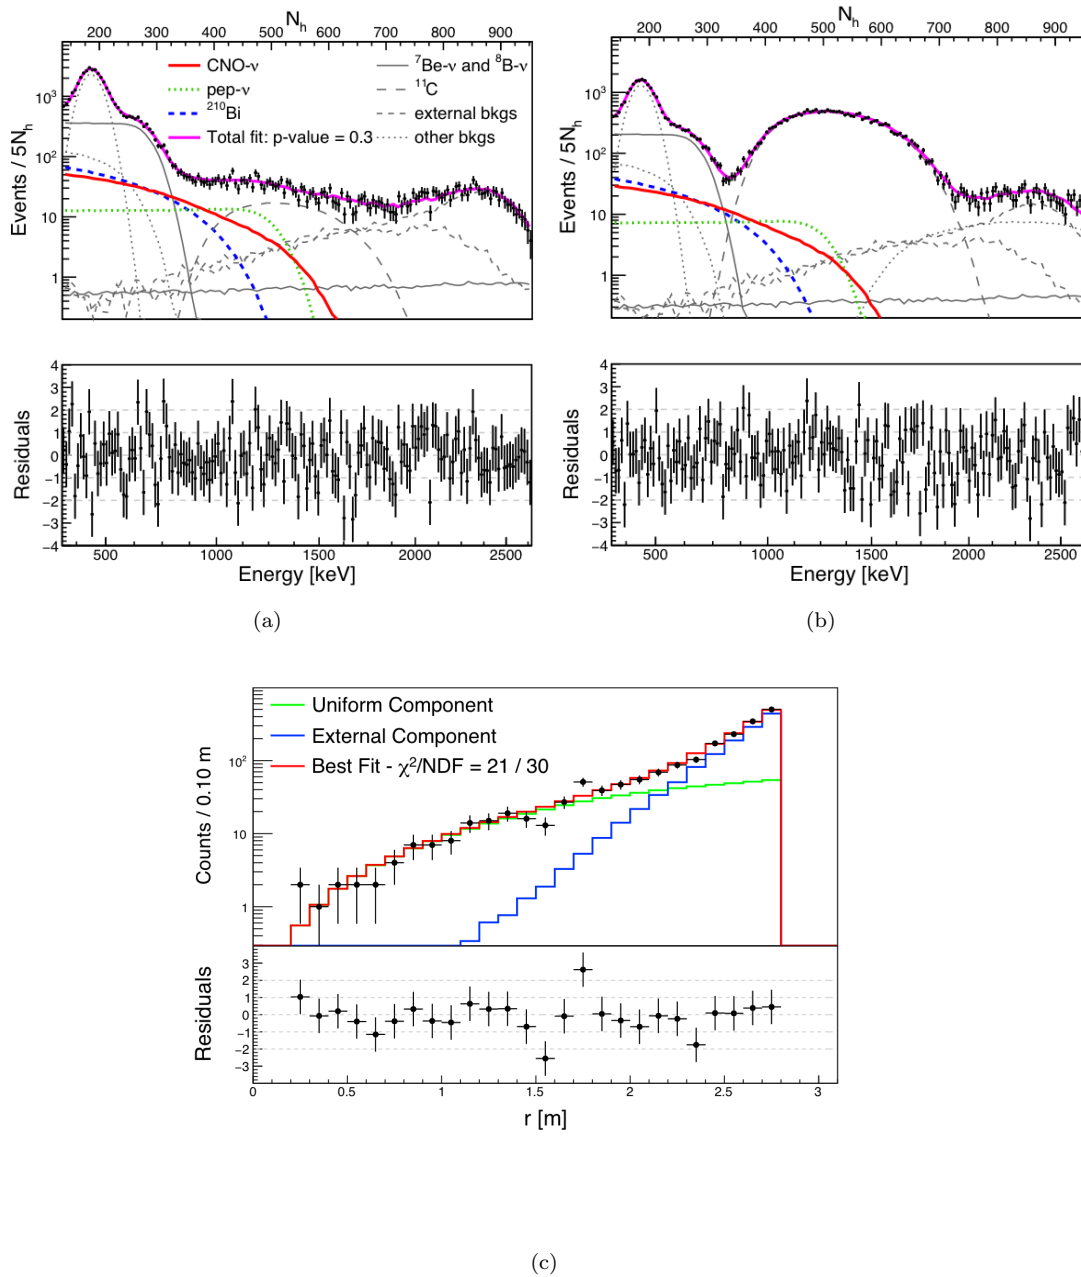 N_h
200 300 400 500 600 700 800 900
CNO-ν
pep-ν
²¹⁰Bi
Total fit: p-value = 0.3
⁷Be-ν and ⁸B-ν
¹¹C
external bkgs
other bkgs
Events / 5N_h
10³
10²
10
1
Residuals
4
3
2
1
0
−1
−2
−3
−4
500 1000 1500 2000 2500
Energy [keV]
(a)
N_h
200 300 400 500 600 700 800 900
Events / 5N_h
10³
10²
10
1
Residuals
4
3
2
1
0
−1
−2
−3
−4
500 1000 1500 2000 2500
Energy [keV]
(b)
Uniform Component
External Component
Best Fit - χ²/NDF = 21 / 30
Counts / 0.10 m
10²
10
1
Residuals
3
2
1
0
−1
−2
−3
0 0.5 1 1.5 2 2.5 3
r [m]
(c)